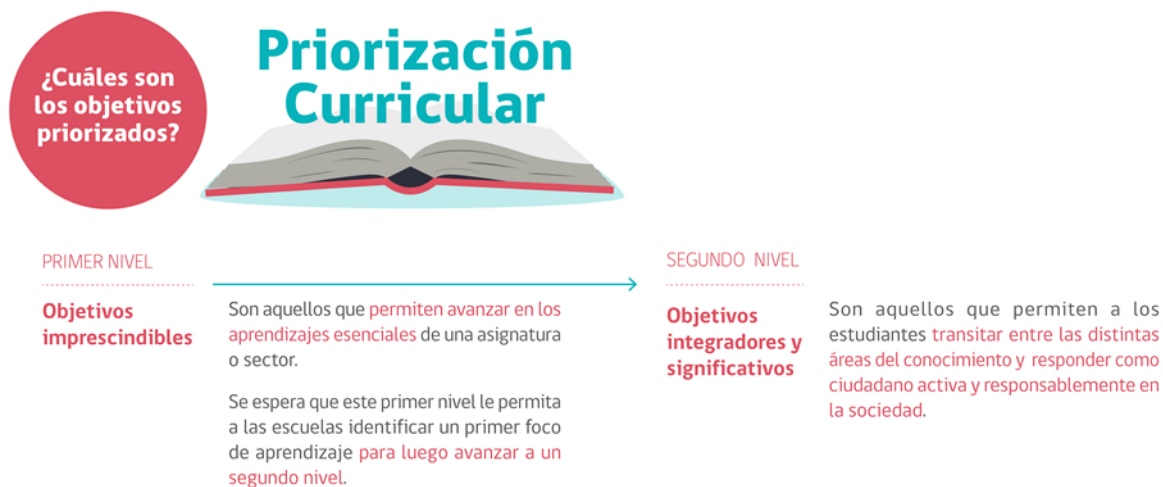 ¿Cuáles son
los objetivos
priorizados?
Priorización
Curricular
PRIMER NIVEL
Objetivos
imprescindibles
Son aquellos que permiten avanzar en los
aprendizajes esenciales de una asignatura
o sector.
Se espera que este primer nivel le permita
a las escuelas identificar un primer foco
de aprendizaje para luego avanzar a un
segundo nivel.
SEGUNDO NIVEL
Objetivos
integradores y
significativos
Son aquellos que permiten a los
estudiantes transitar entre las distintas
áreas del conocimiento y responder como
ciudadano activa y responsablemente en
la sociedad.